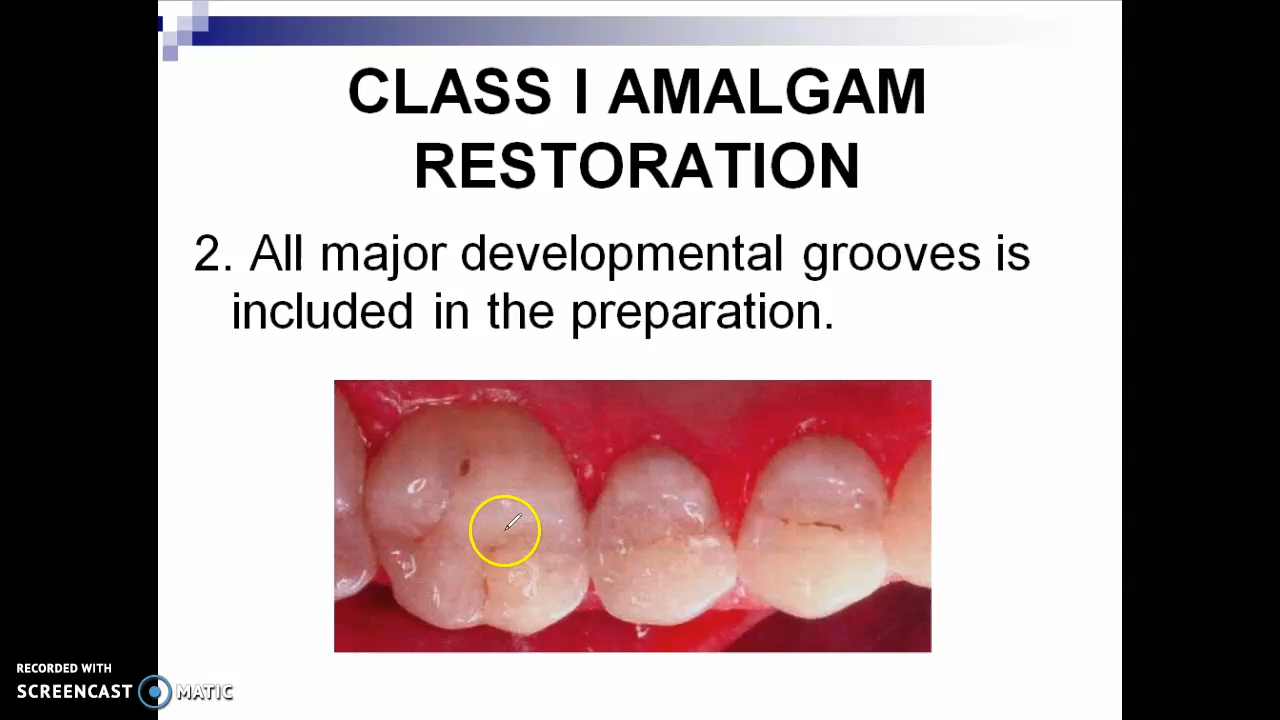 CLASS I AMALGAM
RESTORATION
2. All major developmental grooves is
included in the preparation.
RECORDED WITH
SCREENCAST MATIC